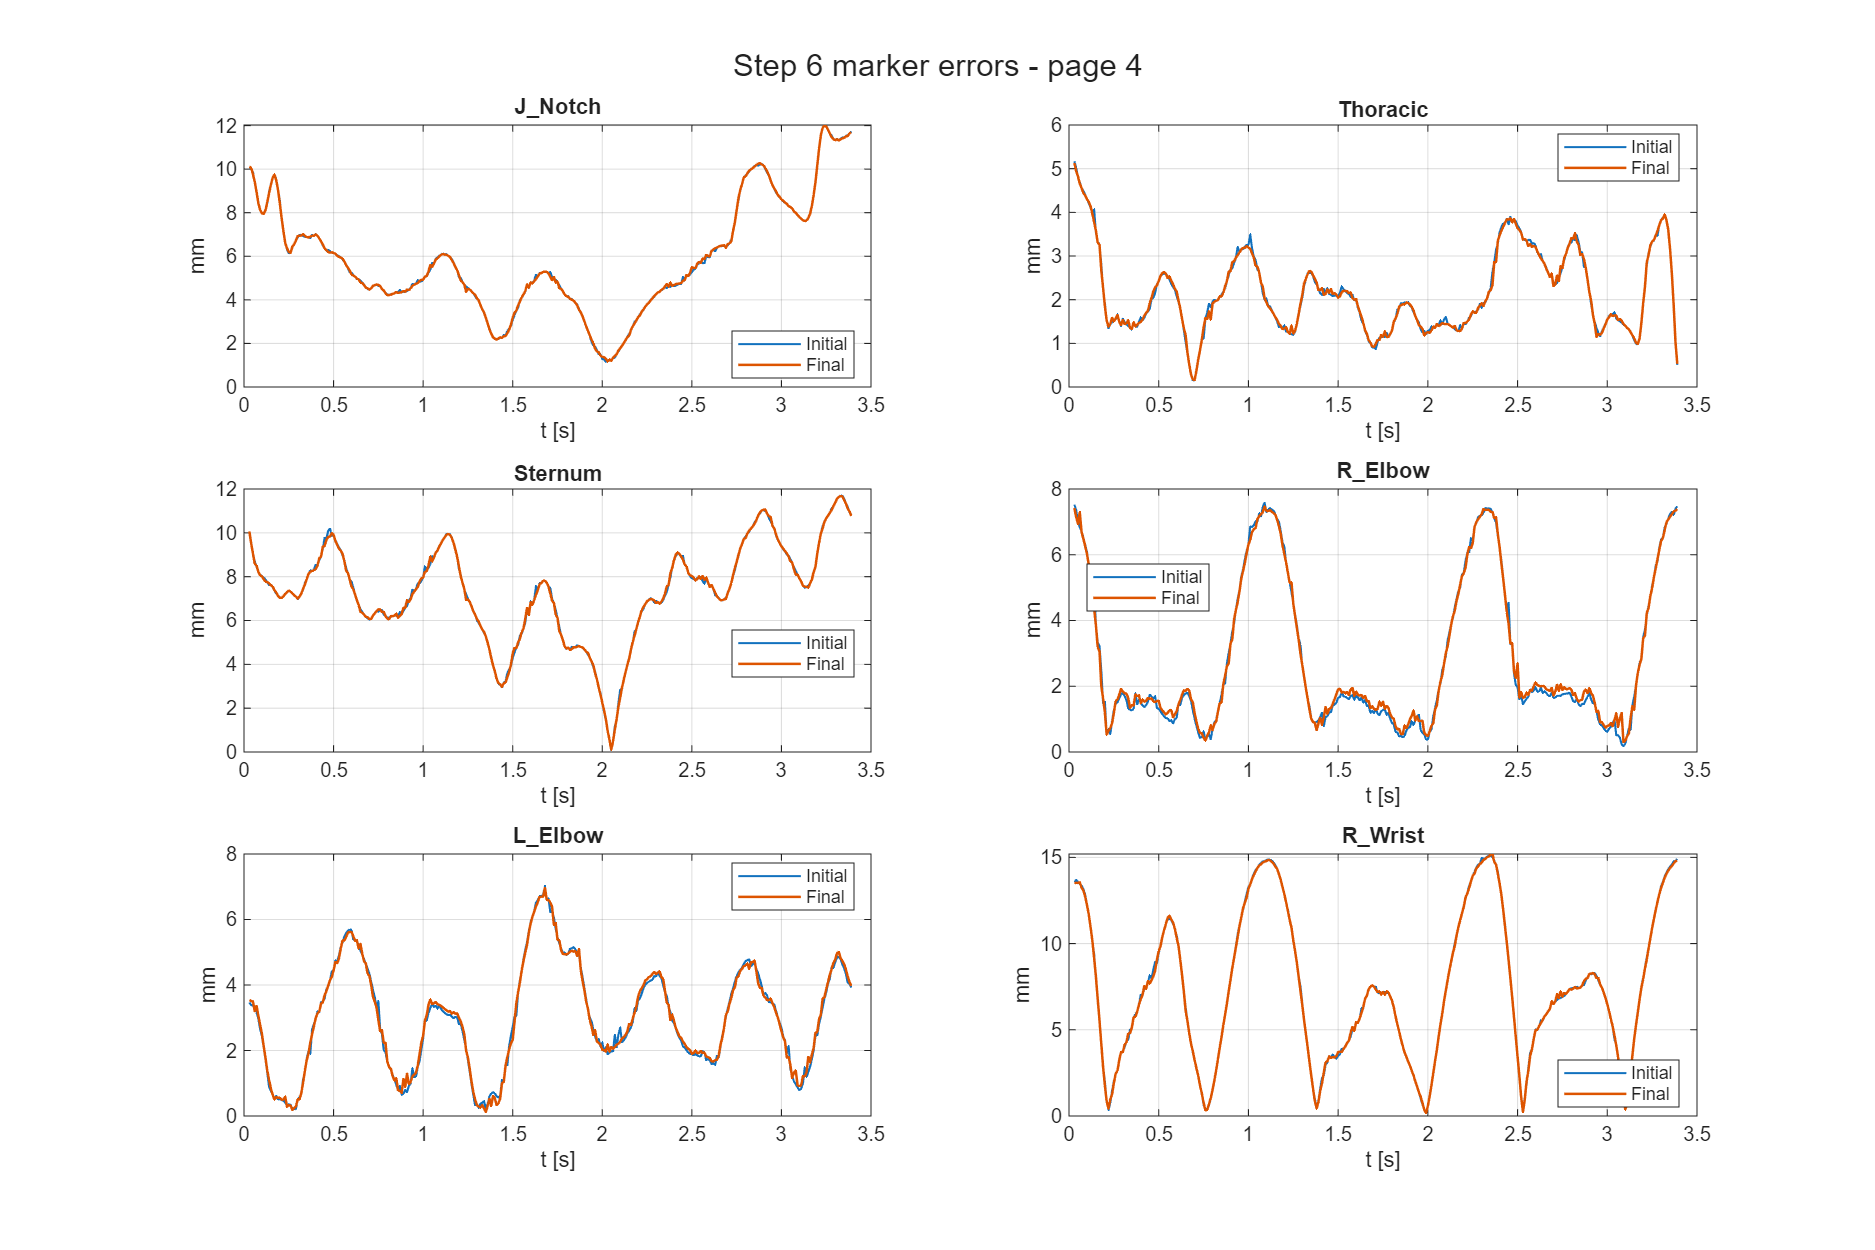 Step 6 marker errors - page 4
J_Notch
12
10
8
6
4
2
0
mm
0 0.5 1 1.5 2 2.5 3 3.5
t [s]
Initial
Final
Thoracic
6
5
4
3
2
1
0
mm
0 0.5 1 1.5 2 2.5 3 3.5
t [s]
Initial
Final
Sternum
12
10
8
6
4
2
0
mm
0 0.5 1 1.5 2 2.5 3 3.5
t [s]
Initial
Final
R_Elbow
8
6
4
2
0
mm
0 0.5 1 1.5 2 2.5 3 3.5
t [s]
Initial
Final
L_Elbow
8
6
4
2
0
mm
0 0.5 1 1.5 2 2.5 3 3.5
t [s]
Initial
Final
R_Wrist
15
10
5
0
mm
0 0.5 1 1.5 2 2.5 3 3.5
t [s]
Initial
Final